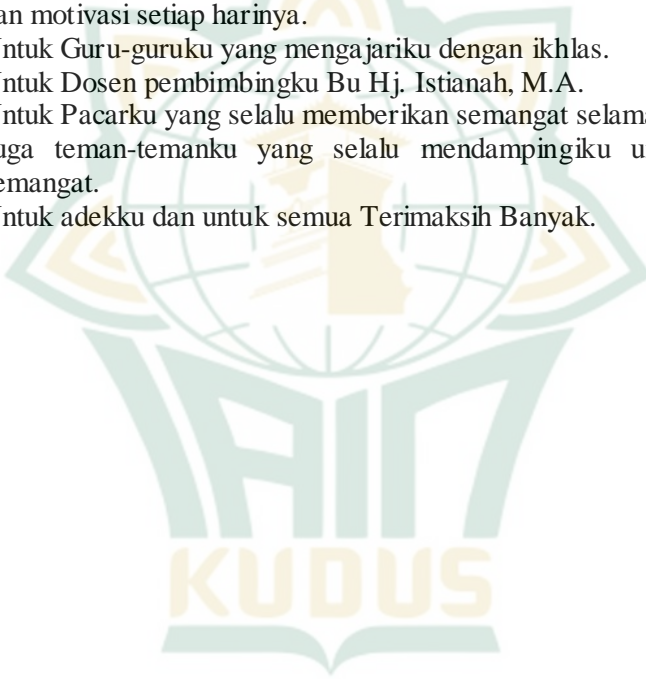 an motivasi setiap harinya.
ntuk Guru-guruku yang mengajariku dengan ikhlas.
ntuk Dosen pembimbingku Bu Hj. Istianah, M.A.
ntuk Pacarku yang selalu memberikan semangat selama
uga teman-temanku yang selalu mendampingiku u
emangat.
ntuk adekku dan untuk semua Terimaksih Banyak.
IAIN
KUDUS